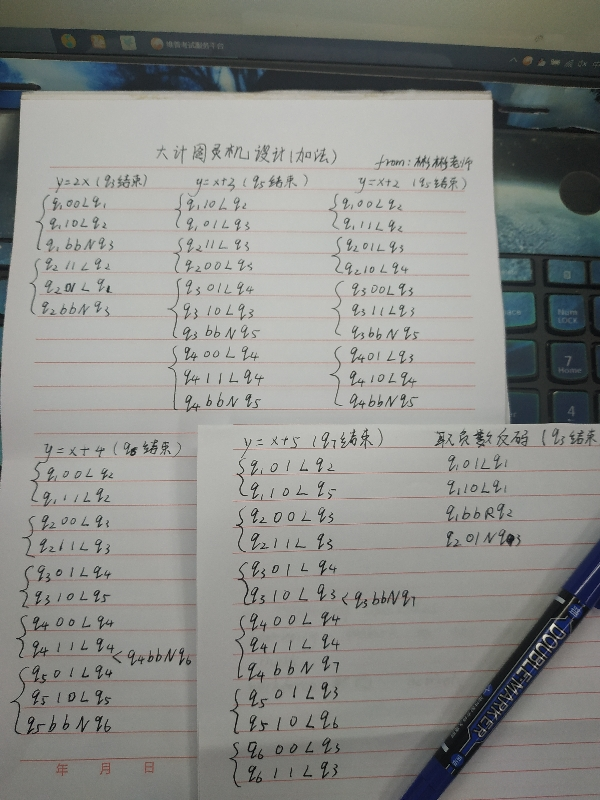 大计图灵机设计(加法)
from:彬彬老师
y=2x (q3结束)
q1 0 0 L q1
q1 1 0 L q2
q1 b b N q3
q2 1 1 L q2
q2 0 1 L q1
q2 b b N q3
y=x+3 (q5结束)
q1 1 0 L q2
q1 0 1 L q3
q2 1 1 L q3
q2 0 0 L q3
q3 0 1 L q4
q3 1 0 L q3
q3 b b N q5
q4 0 0 L q4
q4 1 1 L q4
q4 b b N q5
y=x+2 (q5结束)
q1 0 0 L q2
q1 1 1 L q2
q2 0 1 L q3
q2 1 0 L q4
q3 0 0 L q3
q3 1 1 L q3
q3 b b N q5
q4 0 1 L q3
q4 1 0 L q4
q4 b b N q5
y=x+4 (q6结束)
q1 0 0 L q2
q1 1 1 L q2
q2 0 0 L q3
q2 1 1 L q3
q3 0 1 L q4
q3 1 0 L q5
q4 0 0 L q4
q4 1 1 L q4
< q4 b b N q6
q5 0 1 L q4
q5 1 0 L q5
q5 b b N q6
年 月 日
y=x+5 (q7结束)
q1 0 1 L q2
q1 1 0 L q5
q2 0 0 L q3
q2 1 1 L q3
q3 0 1 L q4
q3 1 0 L q3 < q3 b b N q7
q4 0 0 L q4
q4 1 1 L q4
q4 b b N q7
q5 0 1 L q3
q5 1 0 L q6
q6 0 0 L q3
q6 1 1 L q3
取负数反码 (q3结束
q1 0 1 L q1
q1 1 0 L q1
q1 b b R q2
q2 0 1 N q3
DOUBLE MARKER
Num
LOCK
7
Home
4